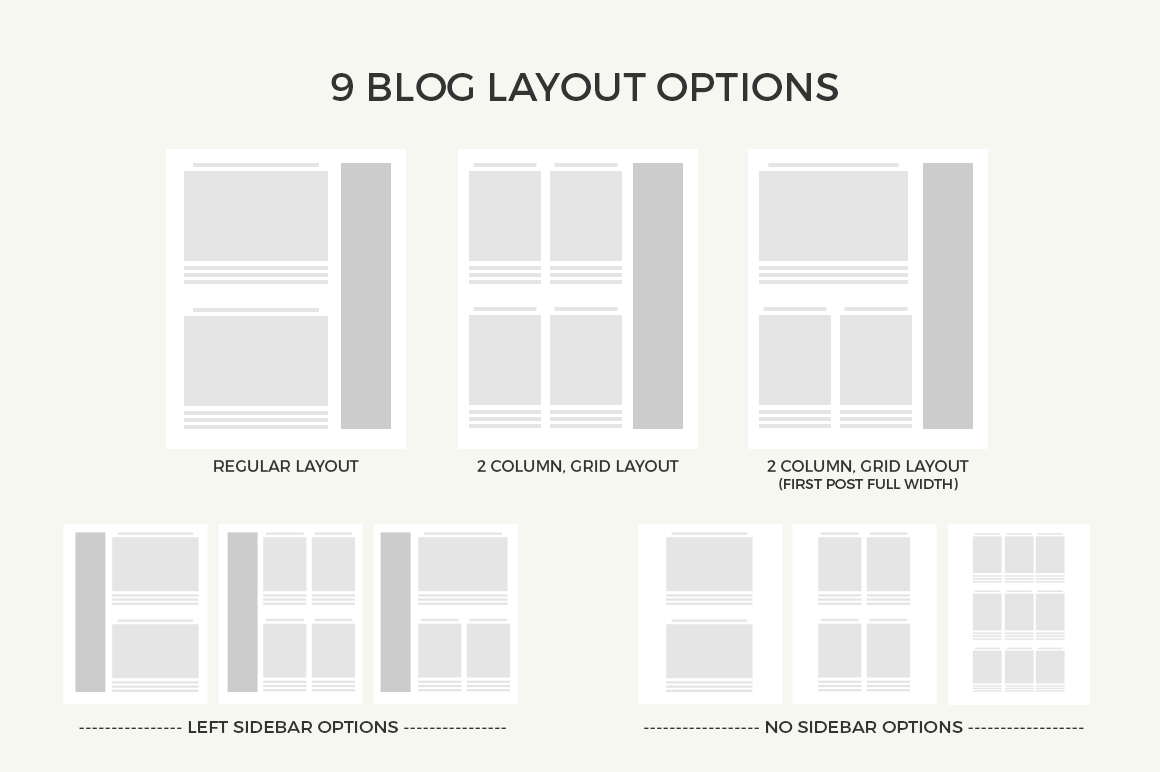 9 BLOG LAYOUT OPTIONS
REGULAR LAYOUT
2 COLUMN, GRID LAYOUT
2 COLUMN, GRID LAYOUT
(FIRST POST FULL WIDTH)
---------------- LEFT SIDEBAR OPTIONS ----------------
------------------ NO SIDEBAR OPTIONS ------------------